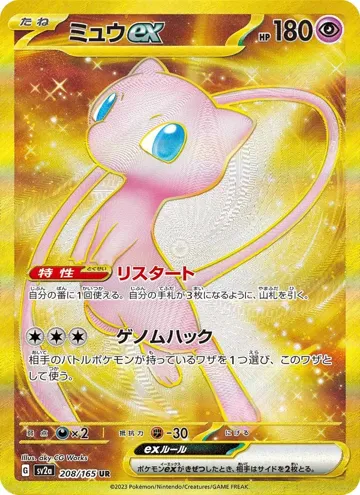 たね ミュウex HP 180
特性 とくせい リスタート
自分の番に1回使える。自分の手札が3枚になるように、山札を引く。
ゲノムハック
相手のバトルポケモンが持っているワザを1つ選び、このワザと
して使う。
弱点 ×2 抵抗力 -30 にげる
Illus. aky CG Works
exルール
G sv2a 208/165 UR
ポケモンexがきぜつしたとき、相手はサイドを2枚とる。
©2023 Pokémon/Nintendo/Creatures/GAME FREAK.